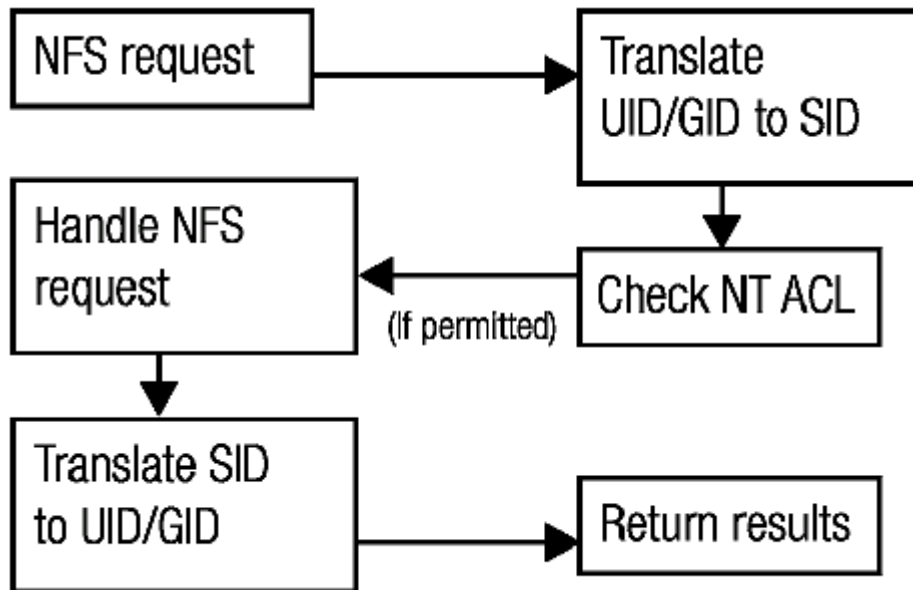 NFS request
Translate
UID/GID to SID
Check NT ACL
(If permitted)
Handle NFS
request
Translate SID
to UID/GID
Return results